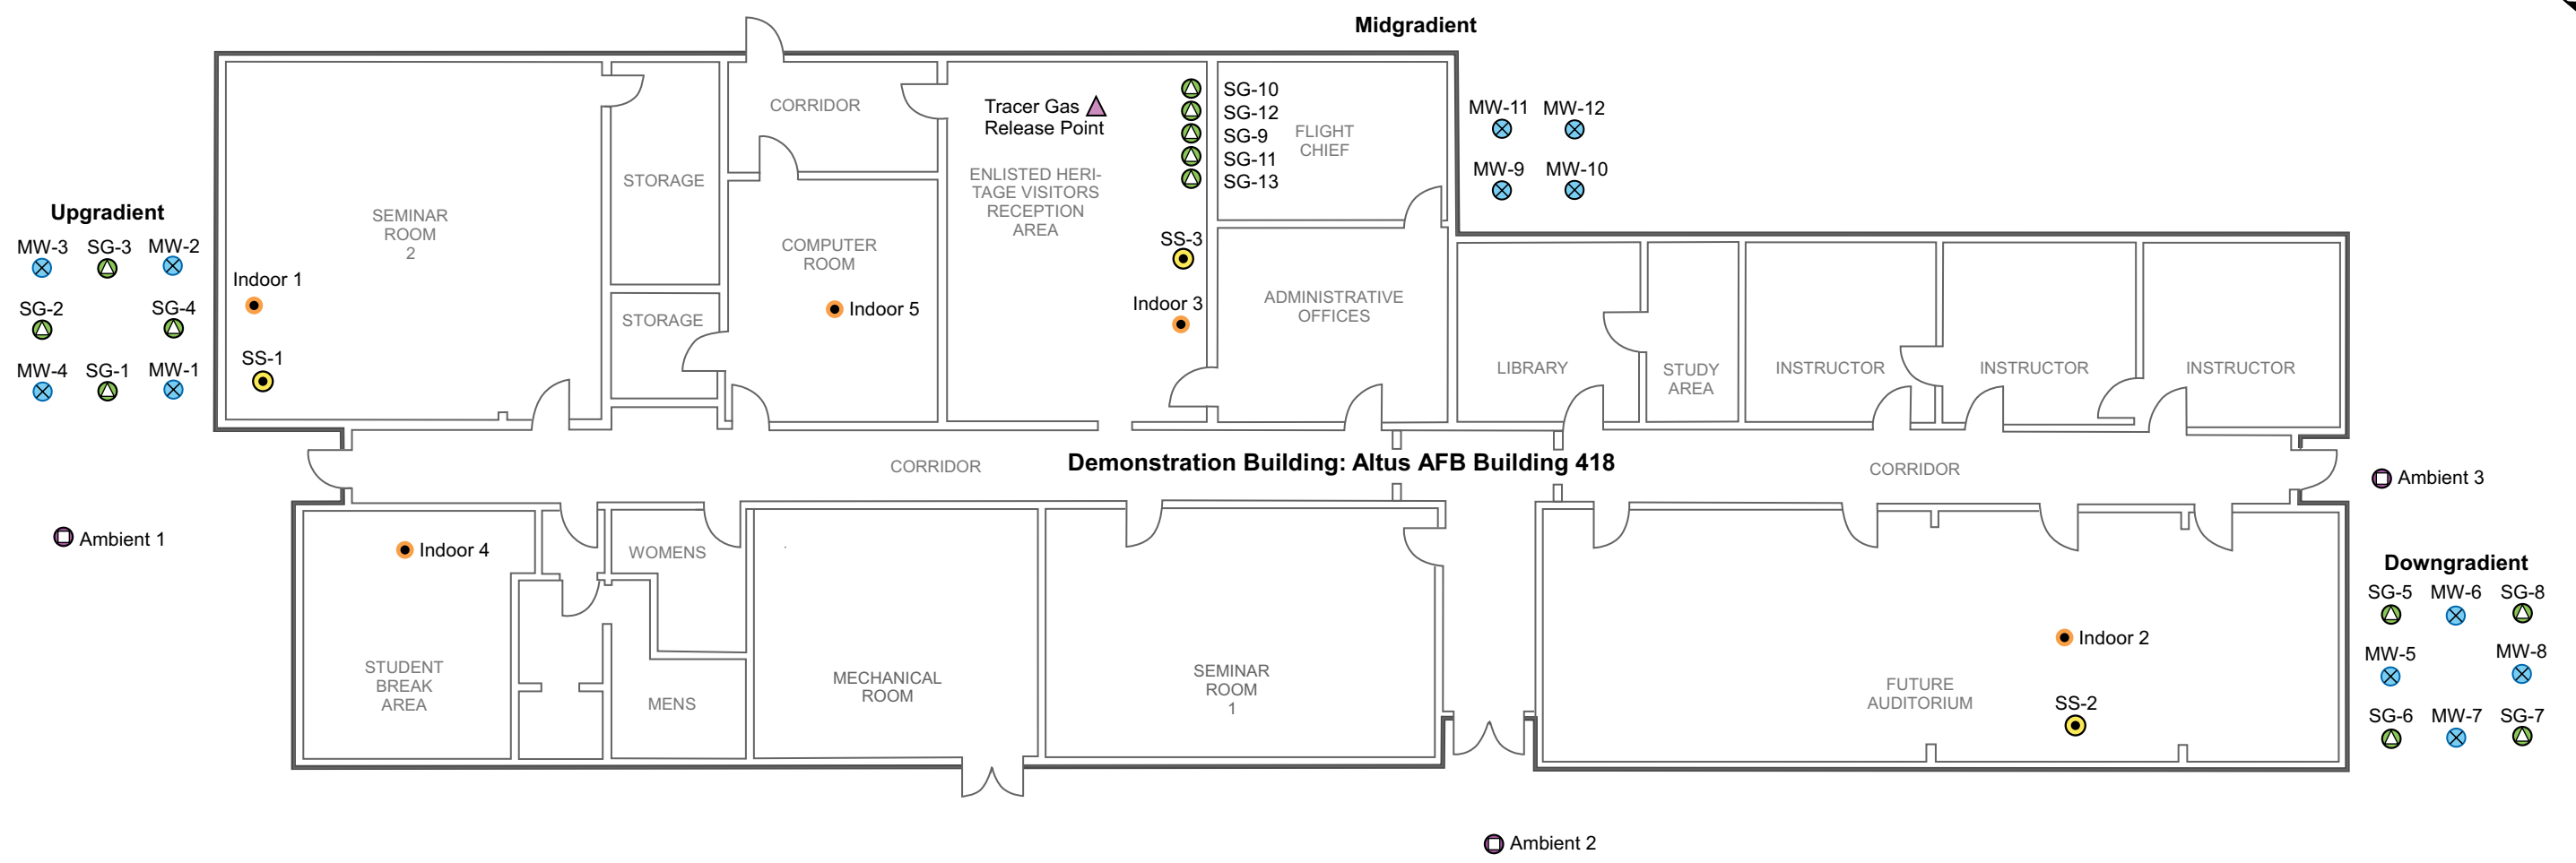 Midgradient
Upgradient
MW-3
SG-3
MW-2
SG-2
SG-4
MW-4
SG-1
MW-1
Ambient 1
Indoor 1
SS-1
SEMINAR
ROOM
2
STORAGE
STORAGE
CORRIDOR
COMPUTER
ROOM
Indoor 5
Tracer Gas
Release Point
ENLISTED HERI-
TAGE VISITORS
RECEPTION
AREA
SG-10
SG-12
SG-9
SG-11
SG-13
FLIGHT
CHIEF
SS-3
Indoor 3
ADMINISTRATIVE
OFFICES
MW-11
MW-12
MW-9
MW-10
LIBRARY
STUDY
AREA
INSTRUCTOR
INSTRUCTOR
INSTRUCTOR
CORRIDOR
Demonstration Building: Altus AFB Building 418
CORRIDOR
Ambient 3
Indoor 4
STUDENT
BREAK
AREA
WOMENS
MENS
MECHANICAL
ROOM
SEMINAR
ROOM
1
Indoor 2
FUTURE
AUDITORIUM
SS-2
Downgradient
SG-5
MW-6
SG-8
MW-5
MW-8
SG-6
MW-7
SG-7
Ambient 2